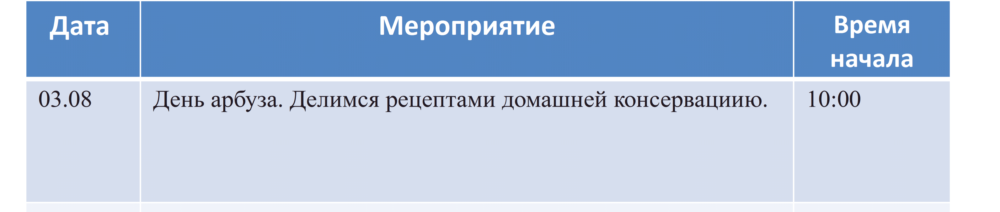 Дата
Мероприятие
Время
начала
03.08
День арбуза. Делимся рецептами домашней консервациию.
10:00